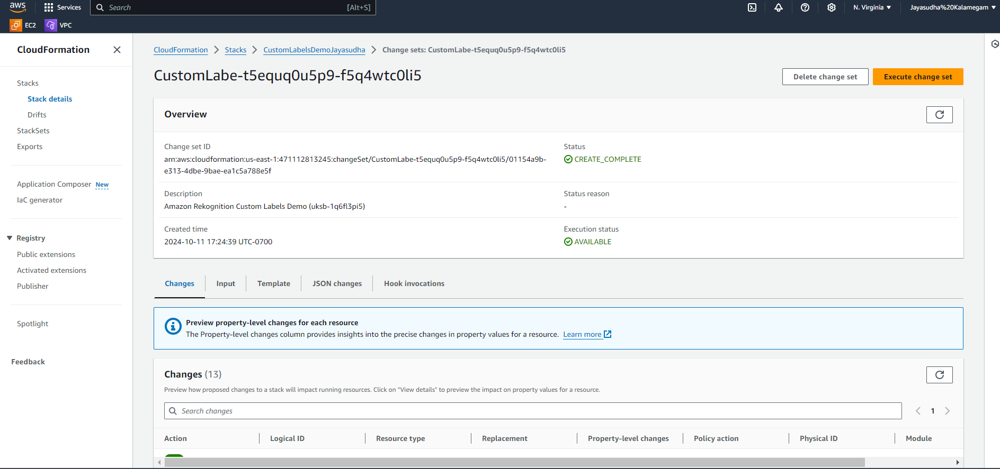 aws
Services
Search
[Alt+S]
N. Virginia
Jayasudha%20Kalamegam
EC2
VPC
CloudFormation
Stacks
Stack details
Drifts
StackSets
Exports
Application Composer New
IaC generator
Registry
Public extensions
Activated extensions
Publisher
Spotlight
Feedback
CloudFormation
Stacks
CustomLabelsDemoJayasudha
Change sets: CustomLabe-t5equq0u5p9-f5q4wtc0li5
CustomLabe-t5equq0u5p9-f5q4wtc0li5
Delete change set
Execute change set
Overview
Change set ID
arn:aws:cloudformation:us-east-1:471112813245:changeSet/CustomLabe-t5equq0u5p9-f5q4wtc0li5/01154a9b-
e313-4dbe-9bae-ea1c5a788e5f
Status
CREATE_COMPLETE
Description
Amazon Rekognition Custom Labels Demo (uksb-1q6fl3pi5)
Status reason
-
Created time
2024-10-11 17:24:39 UTC-0700
Execution status
AVAILABLE
Changes
Input
Template
JSON changes
Hook invocations
Preview property-level changes for each resource
The Property-level changes column provides insights into the precise changes in property values for a resource. Learn more
Changes (13)
Preview how proposed changes to a stack will impact running resources. Click on "View details" to preview the impact on property values for a resource.
Search changes
1
Action
Logical ID
Resource type
Replacement
Property-level changes
Policy action
Physical ID
Module